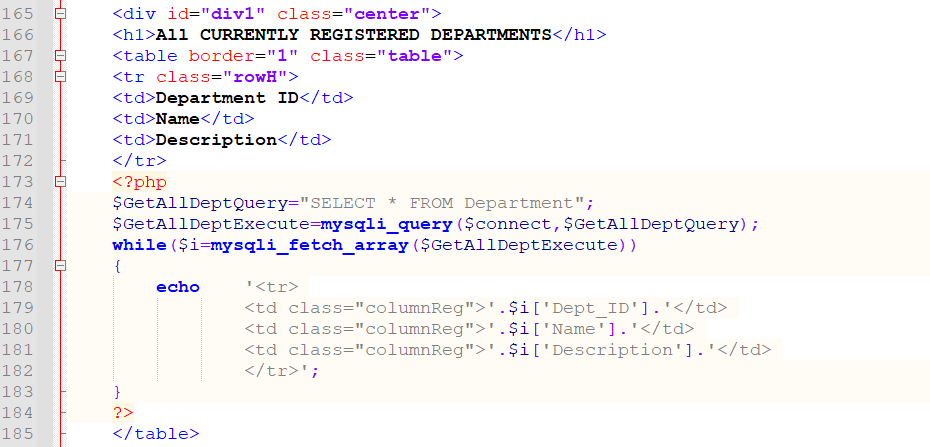 165 <div id="div1" class="center">
166 <h1>All CURRENTLY REGISTERED DEPARTMENTS</h1>
167 <table border="1" class="table">
168 <tr class="rowH">
169 <td>Department ID</td>
170 <td>Name</td>
171 <td>Description</td>
172 </tr>
173 <?php
174 $GetAllDeptQuery="SELECT * FROM Department";
175 $GetAllDeptExecute=mysqli_query($connect,$GetAllDeptQuery);
176 while($i=mysqli_fetch_array($GetAllDeptExecute))
177 {
178 echo '<tr>
179 <td class="columnReg">'.$i['Dept_ID'].'</td>
180 <td class="columnReg">'.$i['Name'].'</td>
181 <td class="columnReg">'.$i['Description'].'</td>
182 </tr>';
183 }
184 ?>
185 </table>